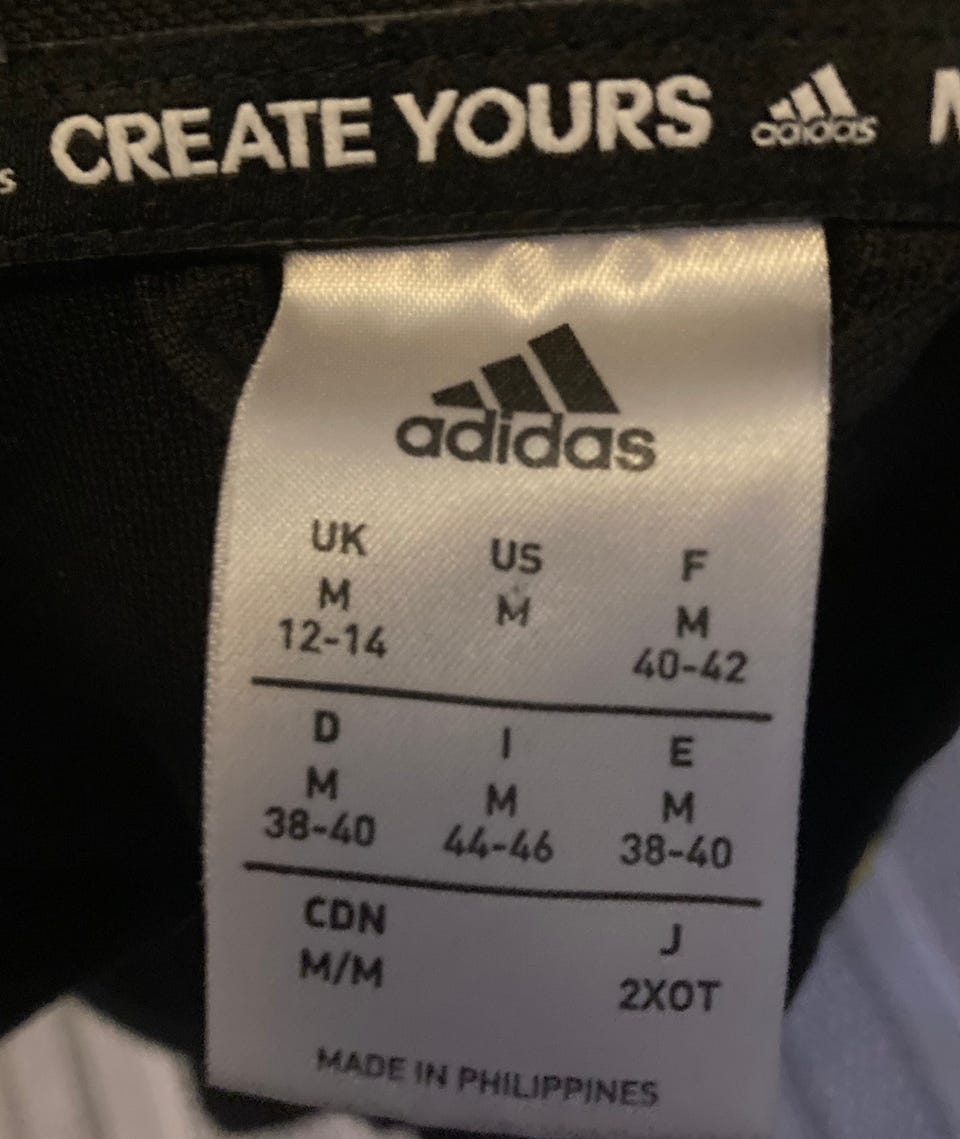 s CREATE YOURS adidas M
adidas
UK US F
M M M
12-14 40-42
D I E
M M M
38-40 44-46 38-40
CDN J
M/M 2XOT
MADE IN PHILIPPINES